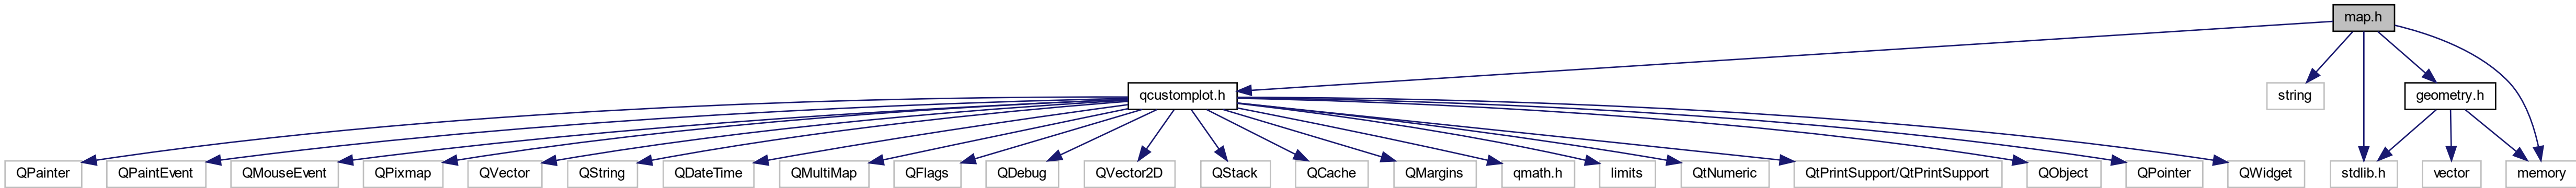 map.h
qcustomplot.h
string
geometry.h
QPainter
QPaintEvent
QMouseEvent
QPixmap
QVector
QString
QDateTime
QMultiMap
QFlags
QDebug
QVector2D
QStack
QCache
QMargins
qmath.h
limits
QtNumeric
QtPrintSupport/QtPrintSupport
QObject
QPointer
QWidget
stdlib.h
vector
memory